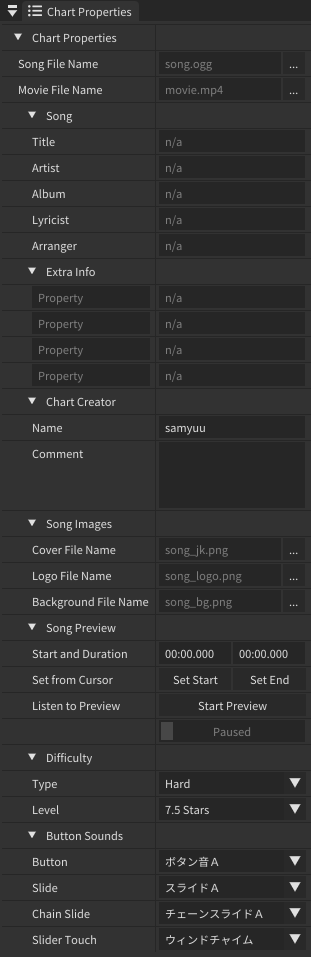 Chart Properties
Chart Properties
Song File Name song.ogg ...
Movie File Name movie.mp4 ...
Song
Title n/a
Artist n/a
Album n/a
Lyricist n/a
Arranger n/a
Extra Info
Property n/a
Property n/a
Property n/a
Property n/a
Chart Creator
Name samyuu
Comment
Song Images
Cover File Name song_jk.png ...
Logo File Name song_logo.png ...
Background File Name song_bg.png ...
Song Preview
Start and Duration 00:00.000 00:00.000
Set from Cursor Set Start Set End
Listen to Preview Start Preview
Paused
Difficulty
Type Hard
Level 7.5 Stars
Button Sounds
Button ボタン音Ａ
Slide スライドＡ
Chain Slide チェーンスライドＡ
Slider Touch ウィンドチャイム